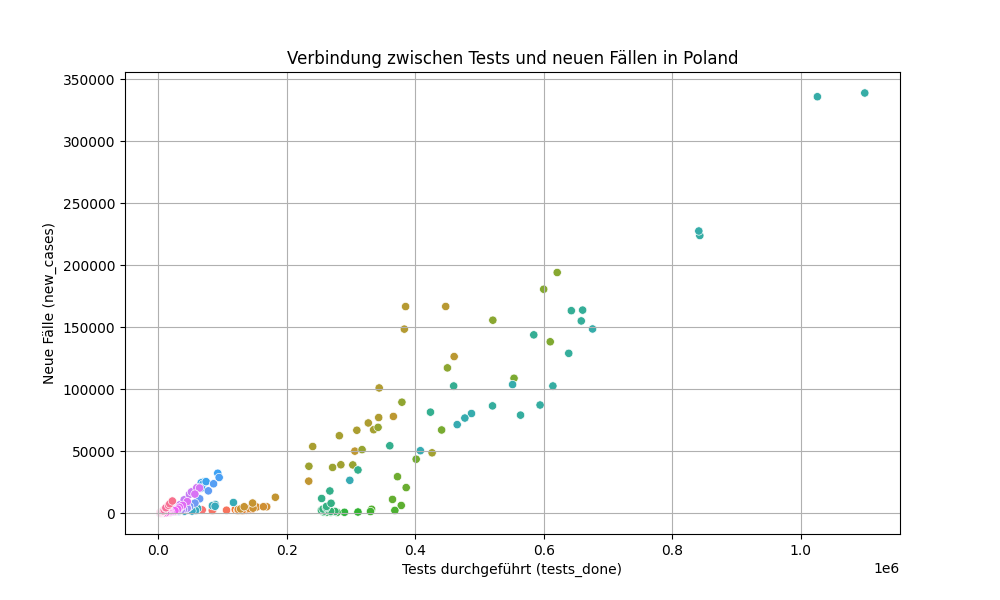 Verbindung zwischen Tests und neuen Fällen in Poland
350000
300000
250000
200000
150000
100000
50000
0
Neue Fälle (new_cases)
0.0 0.2 0.4 0.6 0.8 1.0
1e6
Tests durchgeführt (tests_done)